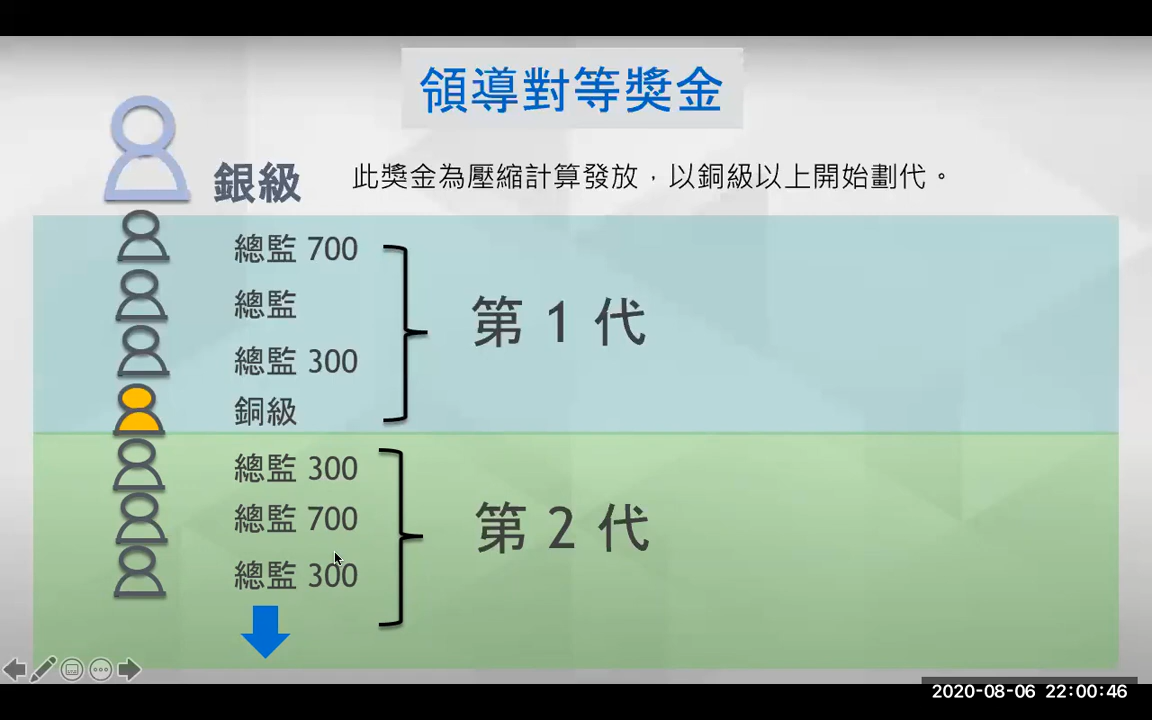 領導對等獎金
銀級
此獎金為壓縮計算發放，以銅級以上開始劃代。
總監 700
總監
總監 300
銅級
第 1 代
總監 300
總監 700
總監 300
第 2 代
2020-08-06 22:00:46